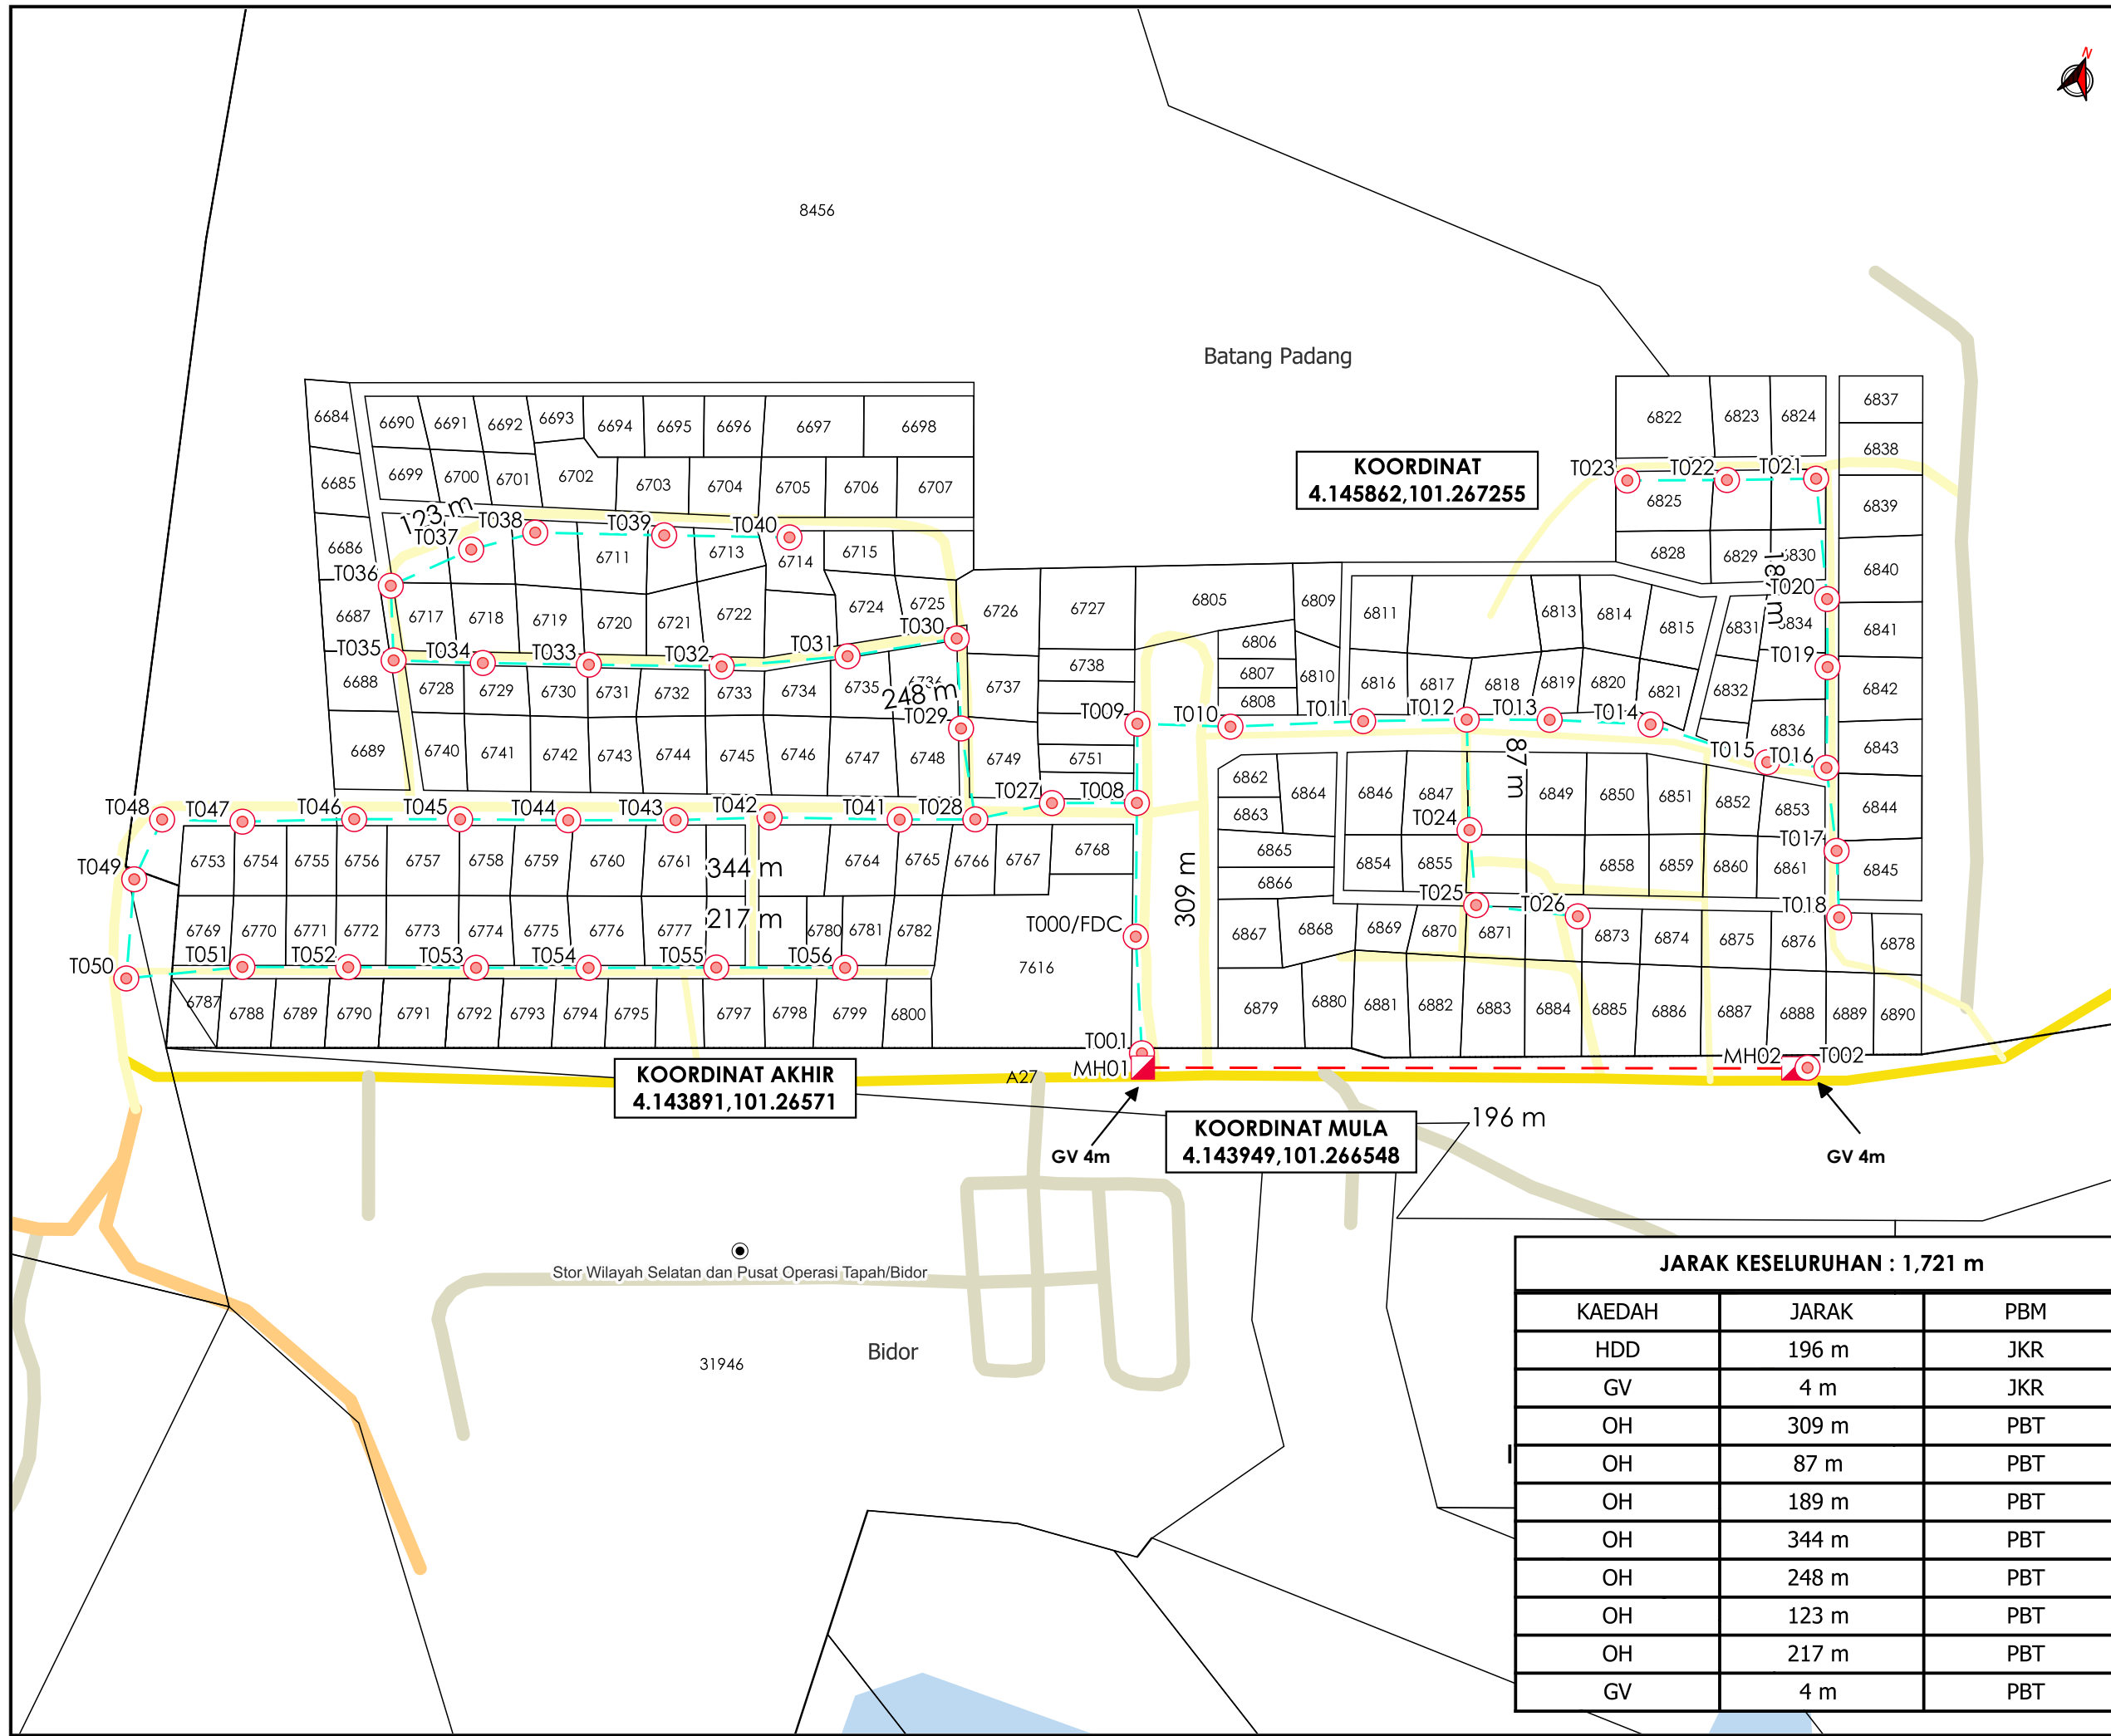 N
8456
Batang Padang
6684
6690
6691
6692
6693
6694
6695
6696
6697
6698
6822
6823
6824
6837
6838
KOORDINAT
4.145862,101.267255
T023
T022
T021
6685
6699
6700
6701
6702
6703
6704
6705
6706
6707
6825
6839
123 m
T037
T038
T039
T040
6686
6711
6713
6714
6715
6828
6829
6830
6840
T036
T020
6687
6717
6718
6719
6720
6721
6722
6724
6725
6726
6727
6805
6809
6811
6813
6814
6815
6831
6834
6841
T035
T034
T033
T032
T031
T030
6806
6738
6807
6810
6808
T019
6688
6728
6729
6730
6731
6732
6733
6734
6735
6736
6737
6816
6817
6818
6819
6820
6821
6832
6842
248 m
T029
T009
T010
T011
T012
T013
T014
T015
T016
6836
6689
6740
6741
6742
6743
6744
6745
6746
6747
6748
6749
6751
6843
87 m
6862
6864
6846
6847
6849
6850
6851
6852
6853
6844
6863
T048
T047
T046
T045
T044
T043
T042
T041
T028
T027
T008
T024
T017
6753
6754
6755
6756
6757
6758
6759
6760
6761
6764
6765
6766
6767
6768
6865
6866
6854
6855
6858
6859
6860
6861
6845
T049
344 m
309 m
217 m
T025
T026
T018
T000/FDC
6769
6770
6771
6772
6773
6774
6775
6776
6777
6780
6781
6782
6867
6868
6869
6870
6871
6873
6874
6875
6876
6878
T050
T051
T052
T053
T054
T055
T056
7616
6787
6788
6789
6790
6791
6792
6793
6794
6795
6797
6798
6799
6800
6879
6880
6881
6882
6883
6884
6885
6886
6887
6888
6889
6890
T001
MH01
MH02
T002
A27
KOORDINAT AKHIR
4.143891,101.26571
KOORDINAT MULA
4.143949,101.266548
196 m
GV 4m
GV 4m
Stor Wilayah Selatan dan Pusat Operasi Tapah/Bidor
Bidor
31946
JARAK KESELURUHAN : 1,721 m
KAEDAH JARAK PBM
HDD 196 m JKR
GV 4 m JKR
OH 309 m PBT
OH 87 m PBT
OH 189 m PBT
OH 344 m PBT
OH 248 m PBT
OH 123 m PBT
OH 217 m PBT
GV 4 m PBT